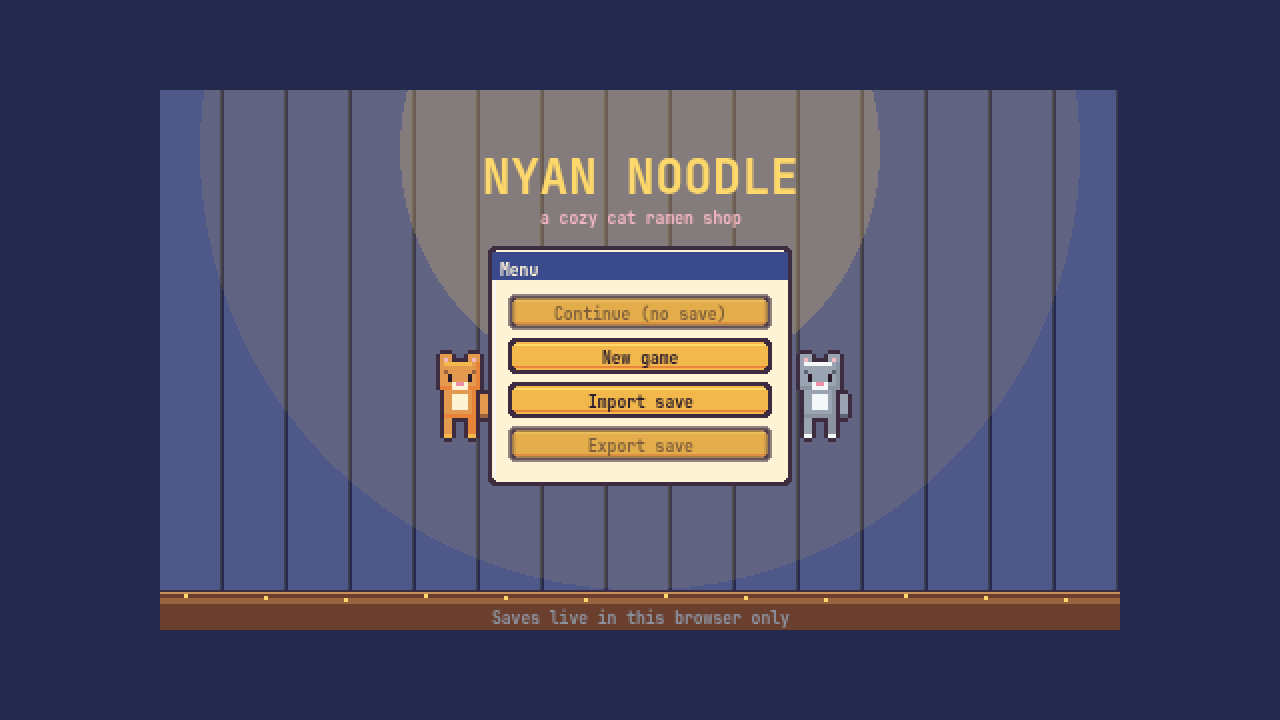 NYAN NOODLE
a cozy cat ramen shop
Menu
Continue (no save)
New game
Import save
Export save
Saves live in this browser only